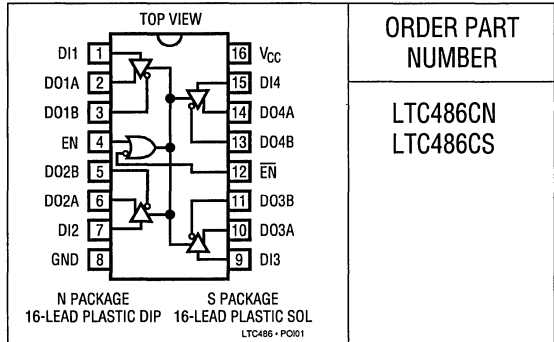 TOP VIEW
DI1 1
DO1A 2
DO1B 3
EN 4
DO2B 5
DO2A 6
DI2 7
GND 8
16 VCC
15 DI4
14 DO4A
13 DO4B
12 E̅N̅
11 DO3B
10 DO3A
9 DI3
N PACKAGE
16-LEAD PLASTIC DIP
S PACKAGE
16-LEAD PLASTIC SOL
LTC486 • POI01
ORDER PART
NUMBER
LTC486CN
LTC486CS